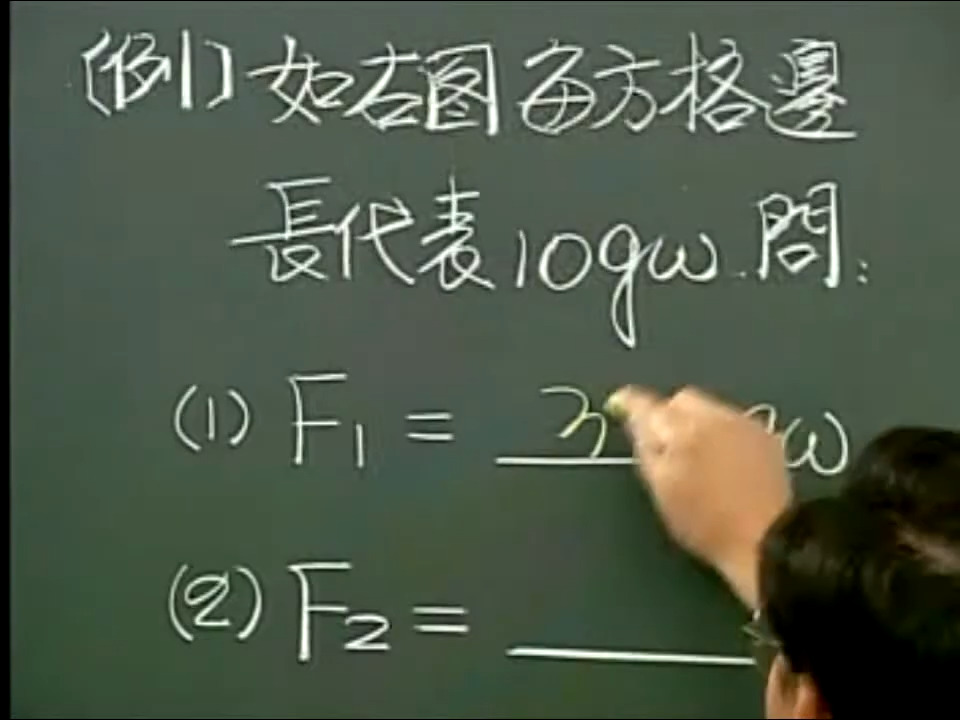 (例) 如右图每方格邊
長代表10gw.問:
(1) F₁ = 3 w
(2) F₂ =